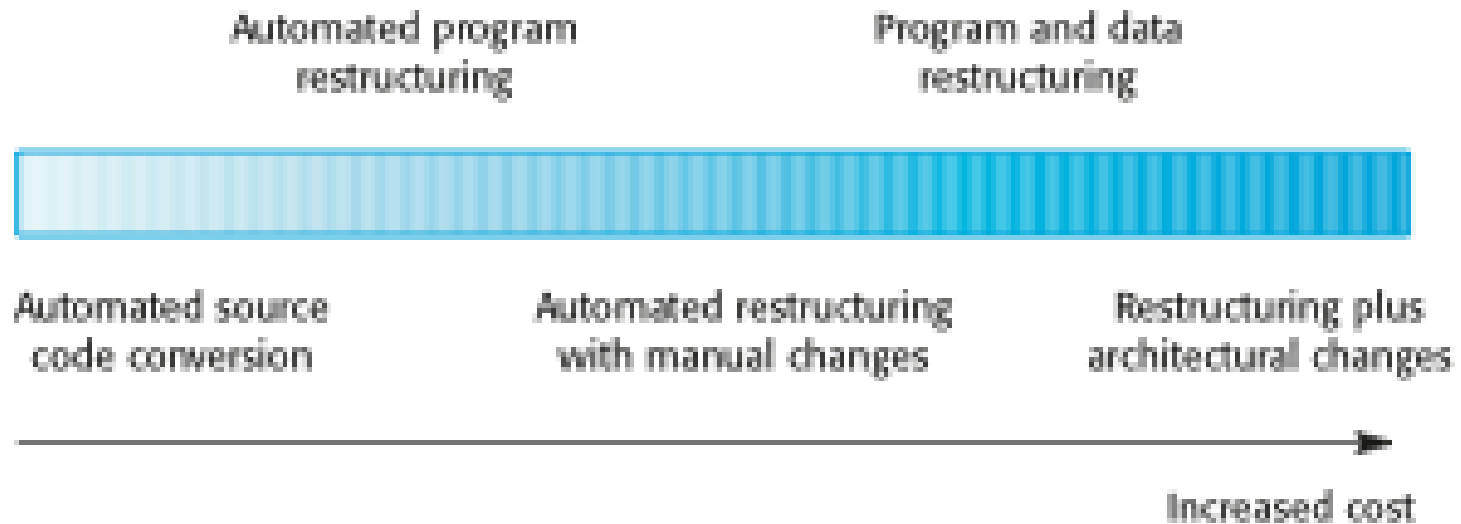 Automated program
restructuring
Program and data
restructuring
Automated source
code conversion
Automated restructuring
with manual changes
Restructuring plus
architectural changes
Increased cost